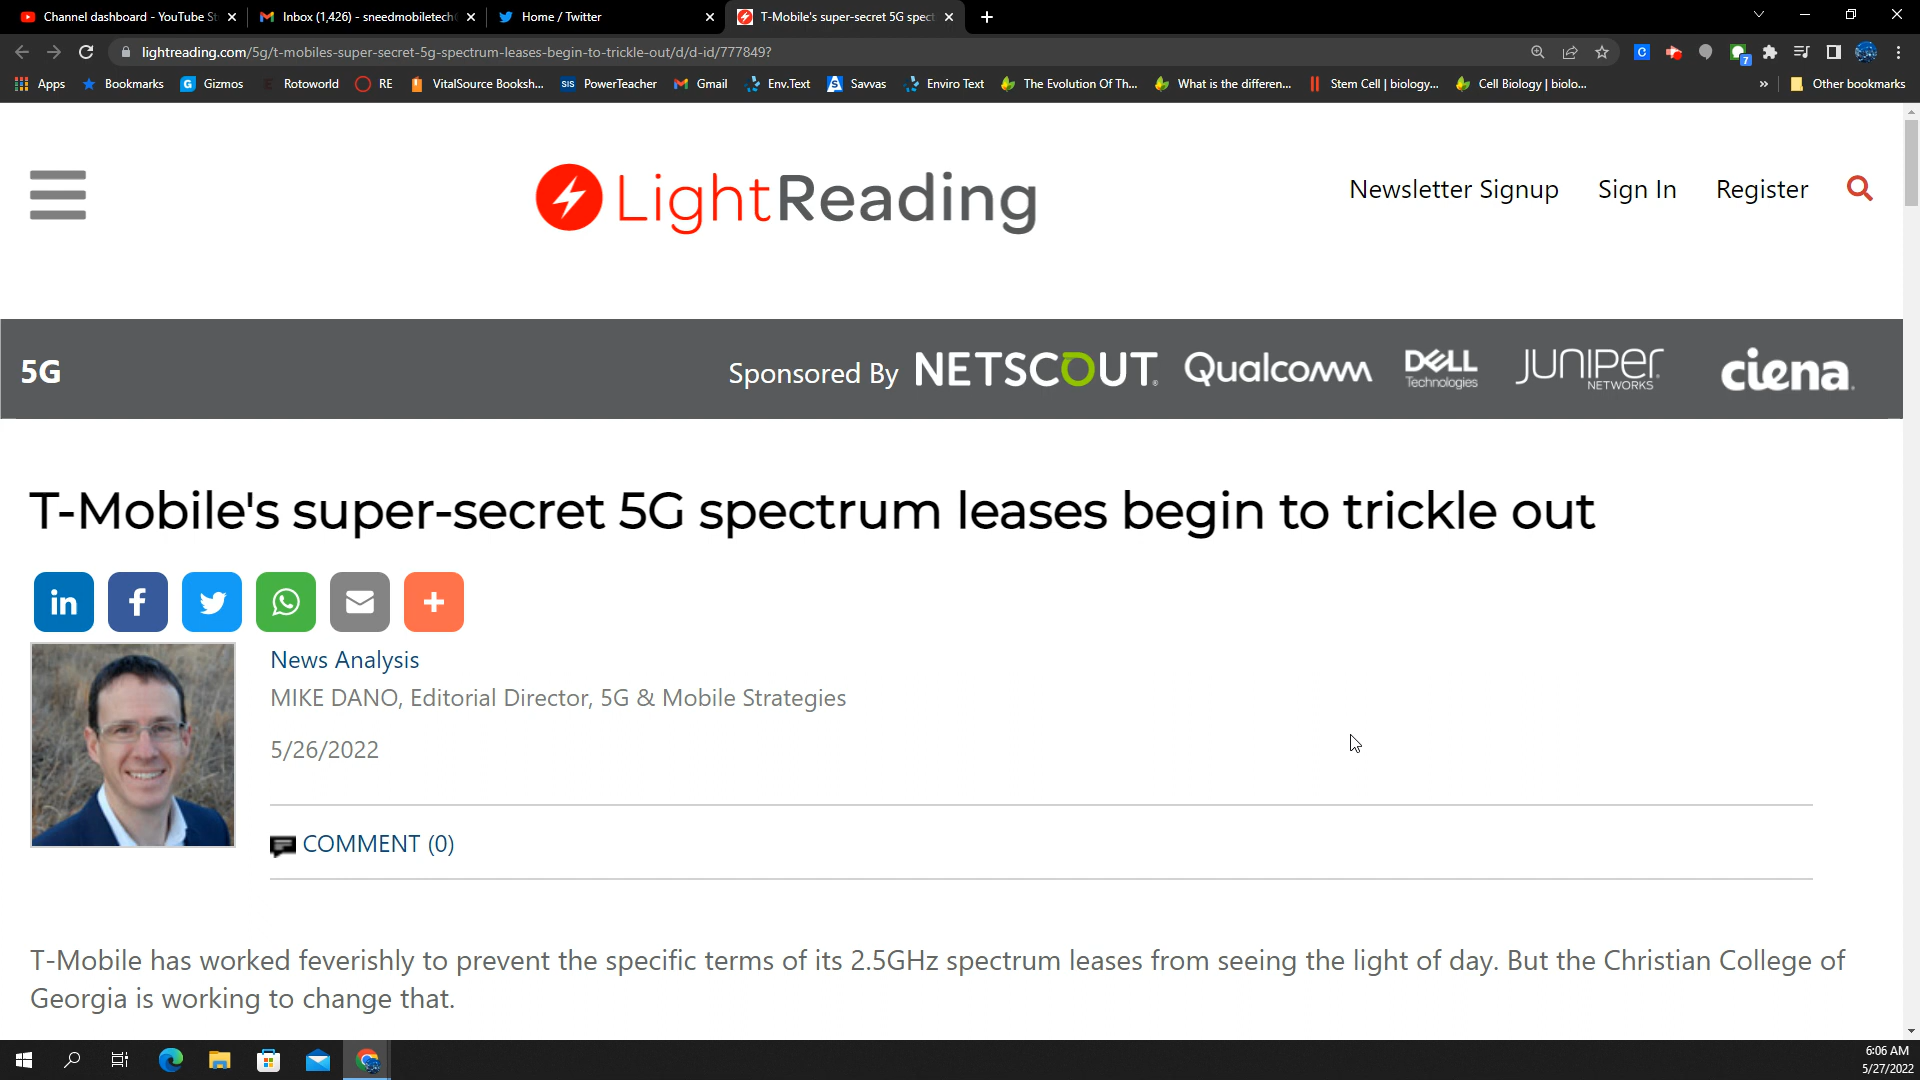 Channel dashboard - YouTube St
Inbox (1,426) - sneedmobiletech
Home / Twitter
T-Mobile's super-secret 5G spect
lightreading.com/5g/t-mobiles-super-secret-5g-spectrum-leases-begin-to-trickle-out/d/d-id/777849?
C
7
Apps
Bookmarks
G
Gizmos
E
Rotoworld
RE
VitalSource Booksh...
SIS
PowerTeacher
Gmail
Env.Text
S
Savvas
Enviro Text
The Evolution Of Th...
What is the differen...
Stem Cell | biology...
Cell Biology | biolo...
»
Other bookmarks
LightReading
Newsletter Signup
Sign In
Register
5G
Sponsored By
NETSCOUT.
Qualcomm
DELL
Technologies
JUNIPER
NETWORKS
ciena.
T-Mobile's super-secret 5G spectrum leases begin to trickle out
in
f
+
News Analysis
MIKE DANO, Editorial Director, 5G & Mobile Strategies
5/26/2022
COMMENT (0)
T-Mobile has worked feverishly to prevent the specific terms of its 2.5GHz spectrum leases from seeing the light of day. But the Christian College of
Georgia is working to change that.
6:06 AM
5/27/2022